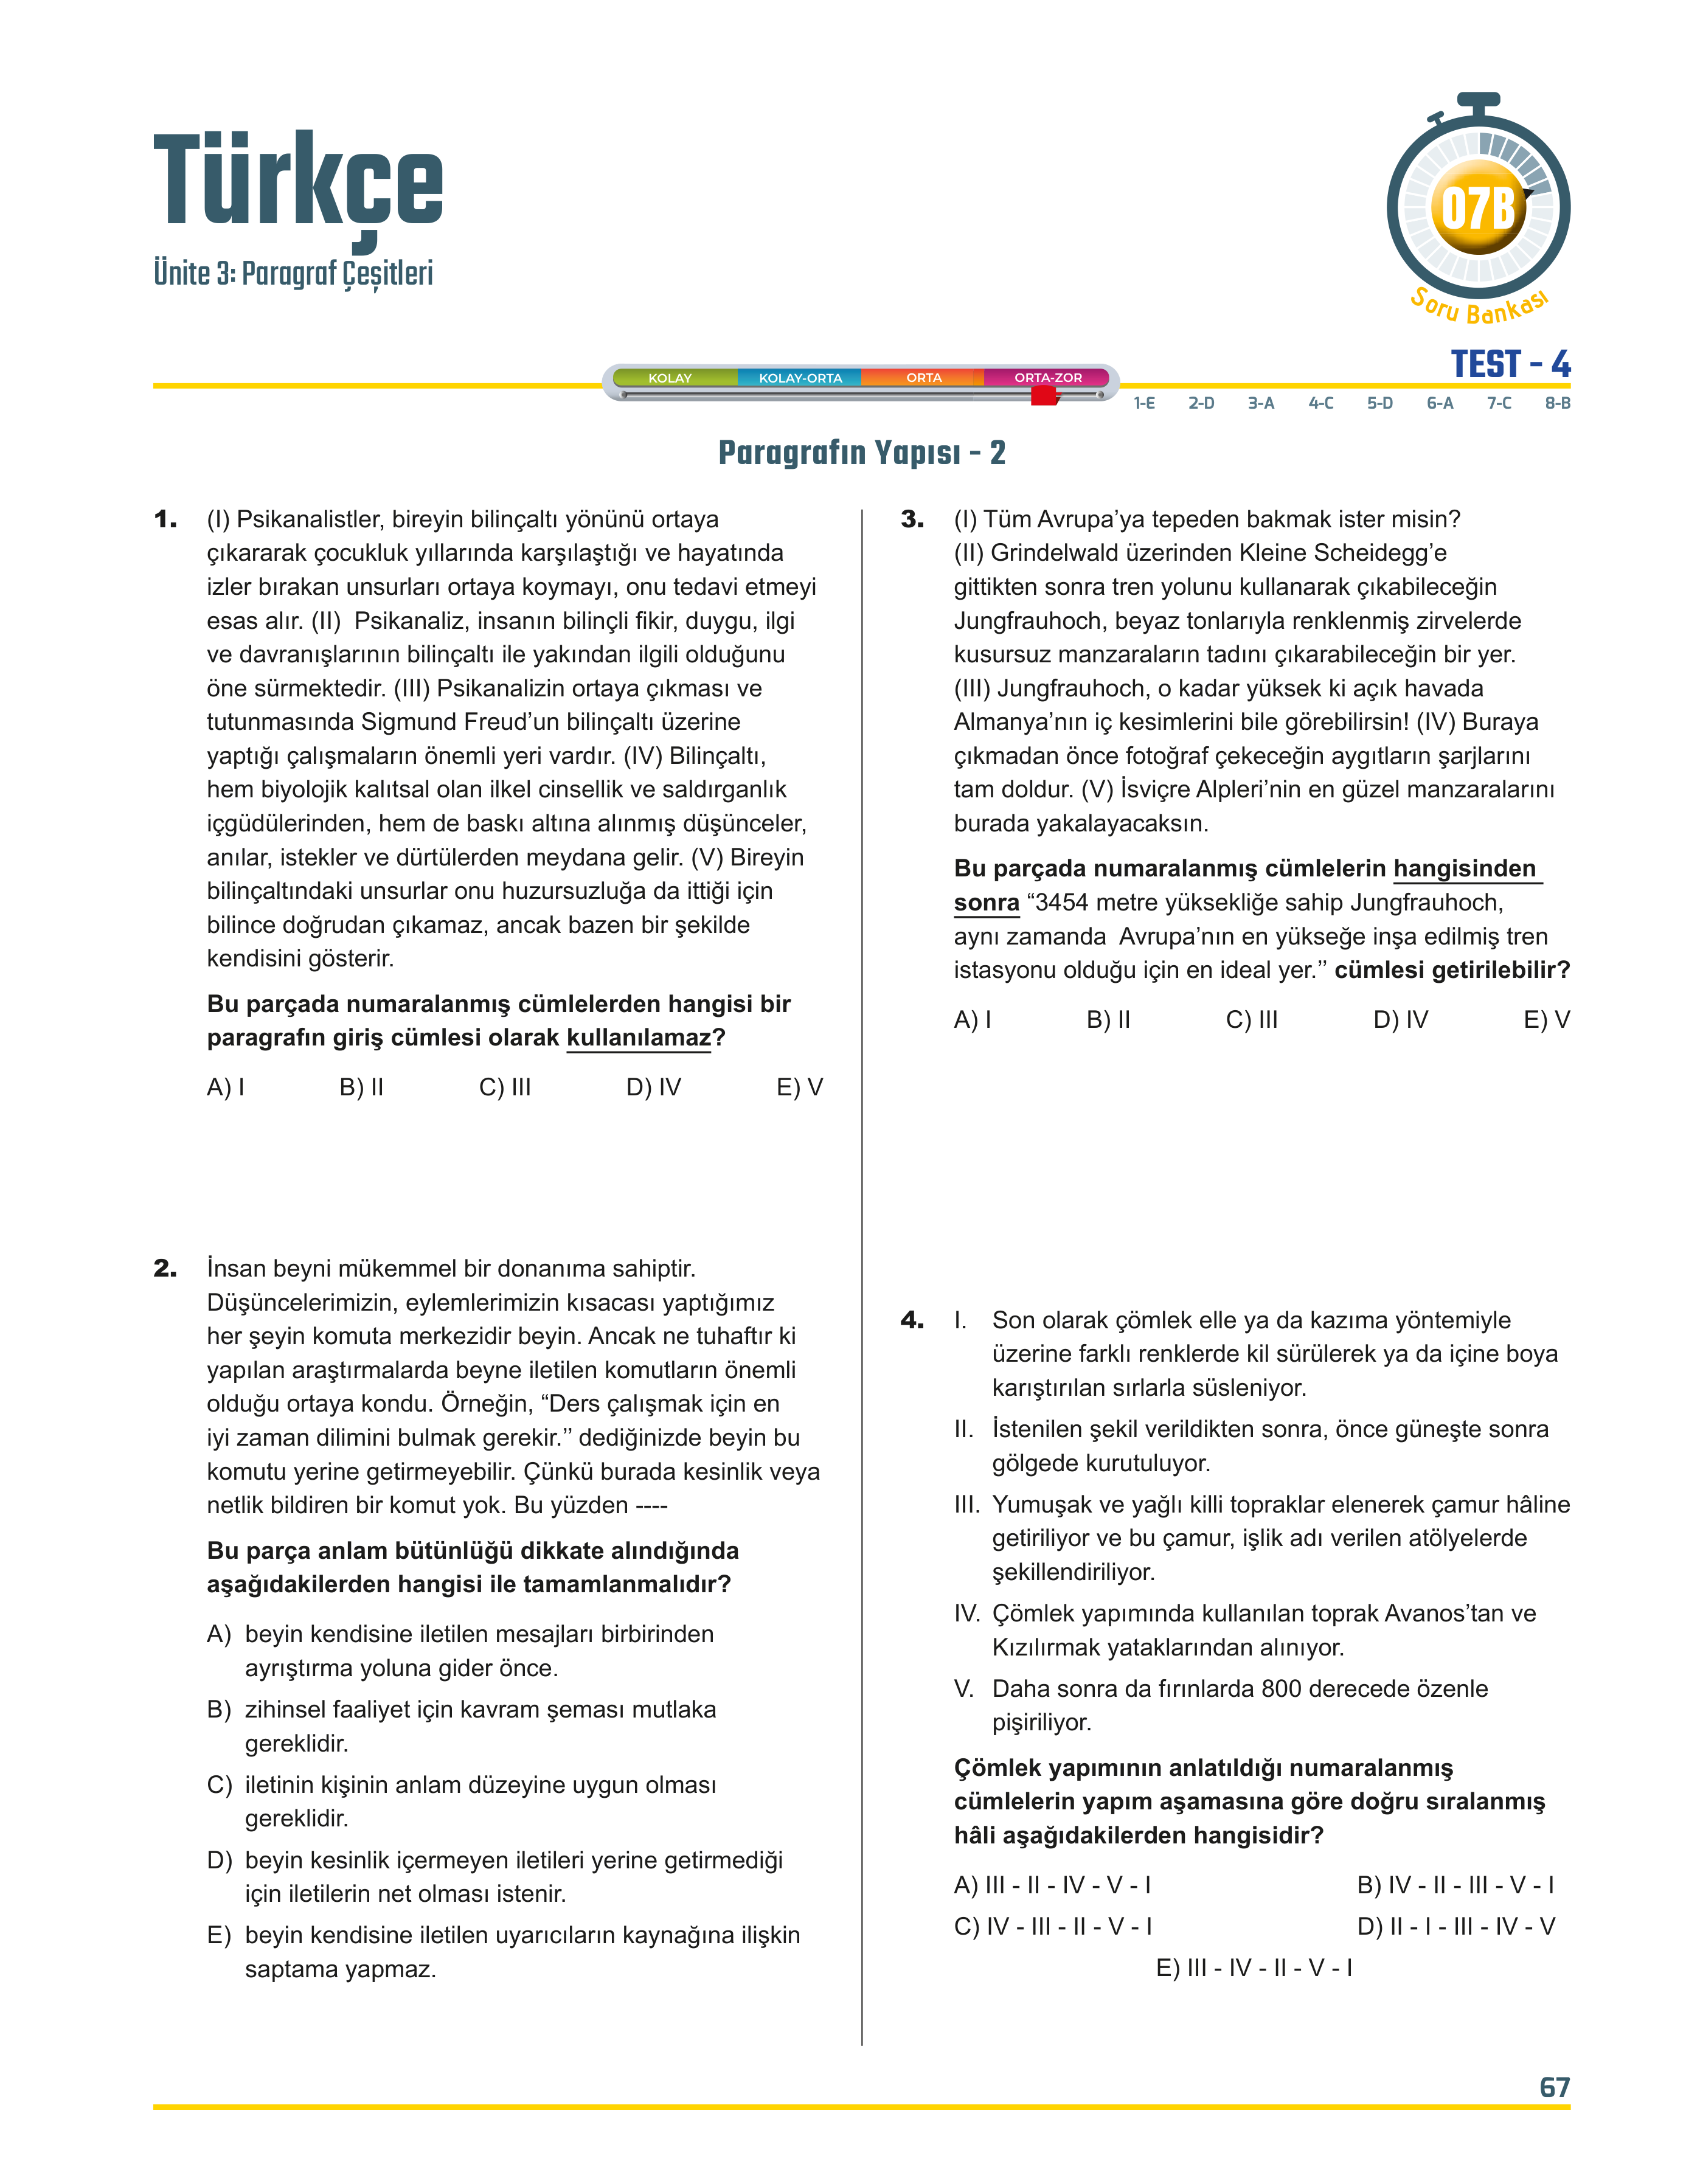 Türkçe
Ünite 3: Paragraf Çeşitleri
07B
Soru Bankası
TEST - 4
KOLAY KOLAY-ORTA ORTA ORTA-ZOR
1-E 2-D 3-A 4-C 5-D 6-A 7-C 8-B
Paragrafın Yapısı - 2
1. (I) Psikanalistler, bireyin bilinçaltı yönünü ortaya
çıkararak çocukluk yıllarında karşılaştığı ve hayatında
izler bırakan unsurları ortaya koymayı, onu tedavi etmeyi
esas alır. (II) Psikanaliz, insanın bilinçli fikir, duygu, ilgi
ve davranışlarının bilinçaltı ile yakından ilgili olduğunu
öne sürmektedir. (III) Psikanalizin ortaya çıkması ve
tutunmasında Sigmund Freud’un bilinçaltı üzerine
yaptığı çalışmaların önemli yeri vardır. (IV) Bilinçaltı,
hem biyolojik kalıtsal olan ilkel cinsellik ve saldırganlık
içgüdülerinden, hem de baskı altına alınmış düşünceler,
anılar, istekler ve dürtülerden meydana gelir. (V) Bireyin
bilinçaltındaki unsurlar onu huzursuzluğa da ittiği için
bilince doğrudan çıkamaz, ancak bazen bir şekilde
kendisini gösterir.
Bu parçada numaralanmış cümlelerden hangisi bir
paragrafın giriş cümlesi olarak kullanılamaz?
A) I B) II C) III D) IV E) V
2. İnsan beyni mükemmel bir donanıma sahiptir.
Düşüncelerimizin, eylemlerimizin kısacası yaptığımız
her şeyin komuta merkezidir beyin. Ancak ne tuhaftır ki
yapılan araştırmalarda beyne iletilen komutların önemli
olduğu ortaya kondu. Örneğin, “Ders çalışmak için en
iyi zaman dilimini bulmak gerekir.’’ dediğinizde beyin bu
komutu yerine getirmeyebilir. Çünkü burada kesinlik veya
netlik bildiren bir komut yok. Bu yüzden ----
Bu parça anlam bütünlüğü dikkate alındığında
aşağıdakilerden hangisi ile tamamlanmalıdır?
A) beyin kendisine iletilen mesajları birbirinden
ayrıştırma yoluna gider önce.
B) zihinsel faaliyet için kavram şeması mutlaka
gereklidir.
C) iletinin kişinin anlam düzeyine uygun olması
gereklidir.
D) beyin kesinlik içermeyen iletileri yerine getirmediği
için iletilerin net olması istenir.
E) beyin kendisine iletilen uyarıcıların kaynağına ilişkin
saptama yapmaz.
3. (I) Tüm Avrupa’ya tepeden bakmak ister misin?
(II) Grindelwald üzerinden Kleine Scheidegg’e
gittikten sonra tren yolunu kullanarak çıkabileceğin
Jungfrauhoch, beyaz tonlarıyla renklenmiş zirvelerde
kusursuz manzaraların tadını çıkarabileceğin bir yer.
(III) Jungfrauhoch, o kadar yüksek ki açık havada
Almanya’nın iç kesimlerini bile görebilirsin! (IV) Buraya
çıkmadan önce fotoğraf çekeceğin aygıtların şarjlarını
tam doldur. (V) İsviçre Alpleri’nin en güzel manzaralarını
burada yakalayacaksın.
Bu parçada numaralanmış cümlelerin hangisinden
sonra “3454 metre yüksekliğe sahip Jungfrauhoch,
aynı zamanda Avrupa’nın en yükseğe inşa edilmiş tren
istasyonu olduğu için en ideal yer.’’ cümlesi getirilebilir?
A) I B) II C) III D) IV E) V
4. I. Son olarak çömlek elle ya da kazıma yöntemiyle
üzerine farklı renklerde kil sürülerek ya da içine boya
karıştırılan sırlarla süsleniyor.
II. İstenilen şekil verildikten sonra, önce güneşte sonra
gölgede kurutuluyor.
III. Yumuşak ve yağlı killi topraklar elenerek çamur hâline
getiriliyor ve bu çamur, işlik adı verilen atölyelerde
şekillendiriliyor.
IV. Çömlek yapımında kullanılan toprak Avanos’tan ve
Kızılırmak yataklarından alınıyor.
V. Daha sonra da fırınlarda 800 derecede özenle
pişiriliyor.
Çömlek yapımının anlatıldığı numaralanmış
cümlelerin yapım aşamasına göre doğru sıralanmış
hâli aşağıdakilerden hangisidir?
A) III - II - IV - V - I B) IV - II - III - V - I
C) IV - III - II - V - I D) II - I - III - IV - V
E) III - IV - II - V - I
67